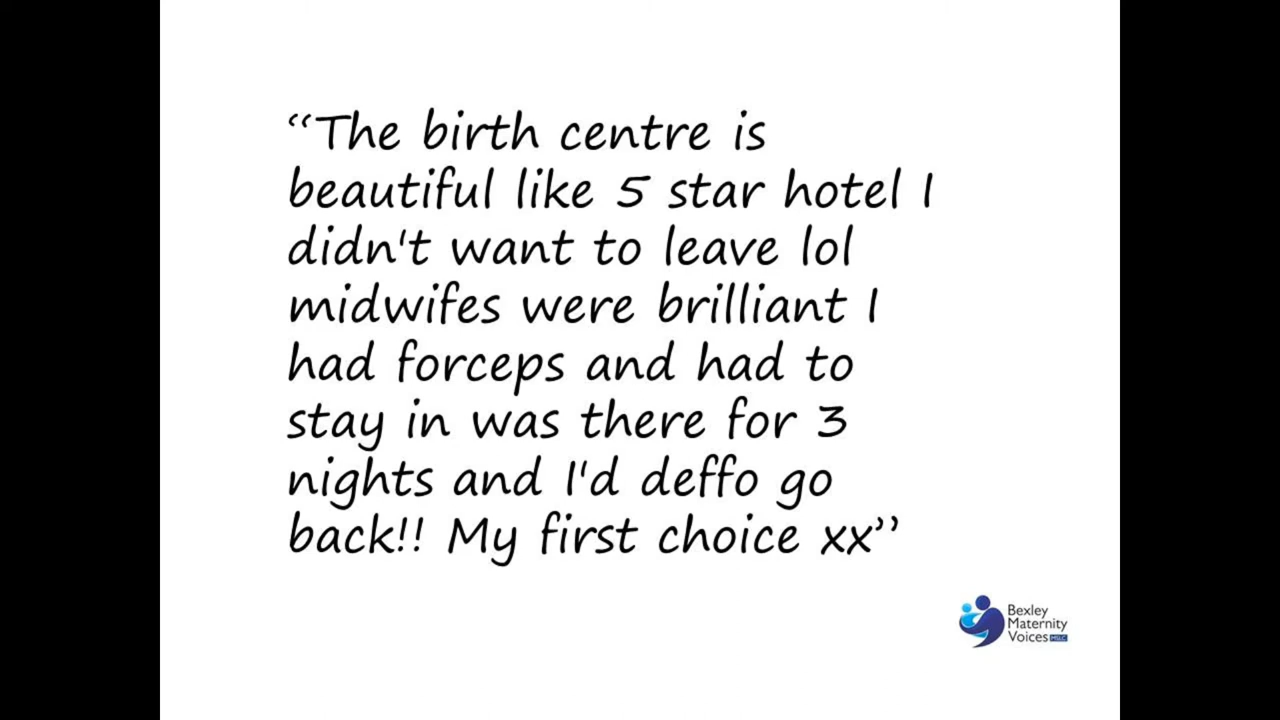 “The birth centre is
beautiful like 5 star hotel I
didn't want to leave lol
midwifes were brilliant I
had forceps and had to
stay in was there for 3
nights and I'd deffo go
back!! My first choice xx”
Bexley
Maternity
Voices MSLC